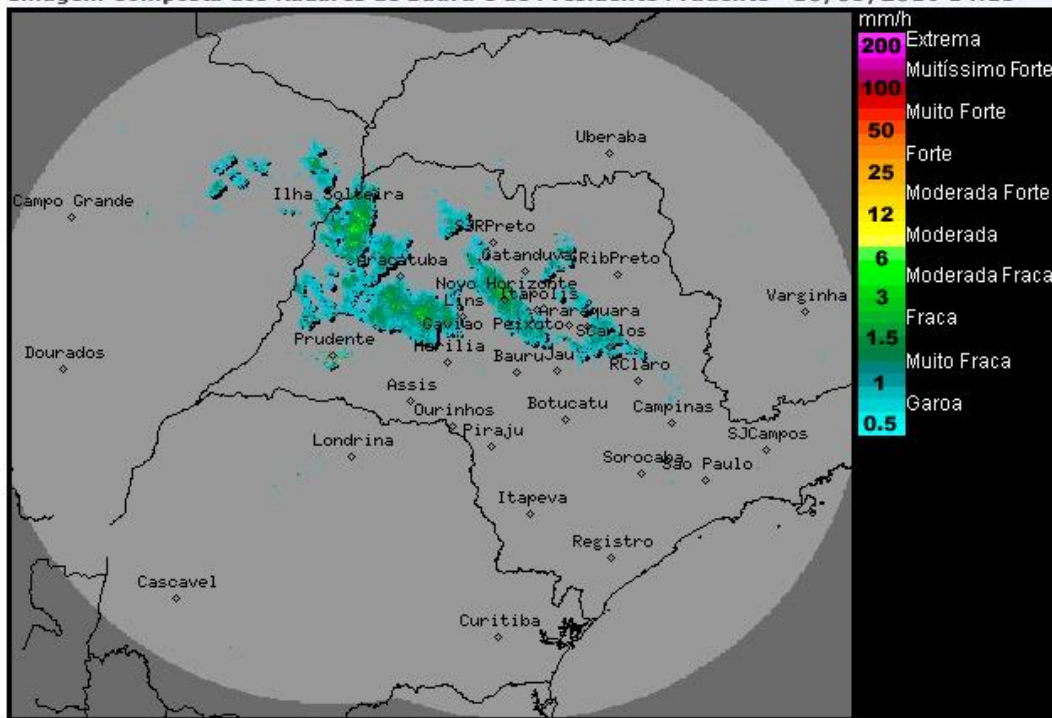 mm/h
200 Extrema
Muitíssimo Forte
100
Muito Forte
50
Forte
25
Moderada Forte
12
Moderada
6
Moderada Fraca
3
Fraca
1.5
Muito Fraca
1
Garoa
0.5
Uberaba
Campo Grande
Ilha Solteira
SJRPreto
Catanduva
Aracatuba
RibPreto
Novo Horizonte
Itapolis
Lins
Araraquara
Varginha
Gaviao Peixoto
SCarlos
Prudente
Marilia
Dourados
Bauru
Jau
RClaro
Assis
Ourinhos
Botucatu
Campinas
Piraju
Londrina
SJCampos
Sorocaba
Sao Paulo
Itapeva
Registro
Cascavel
Curitiba